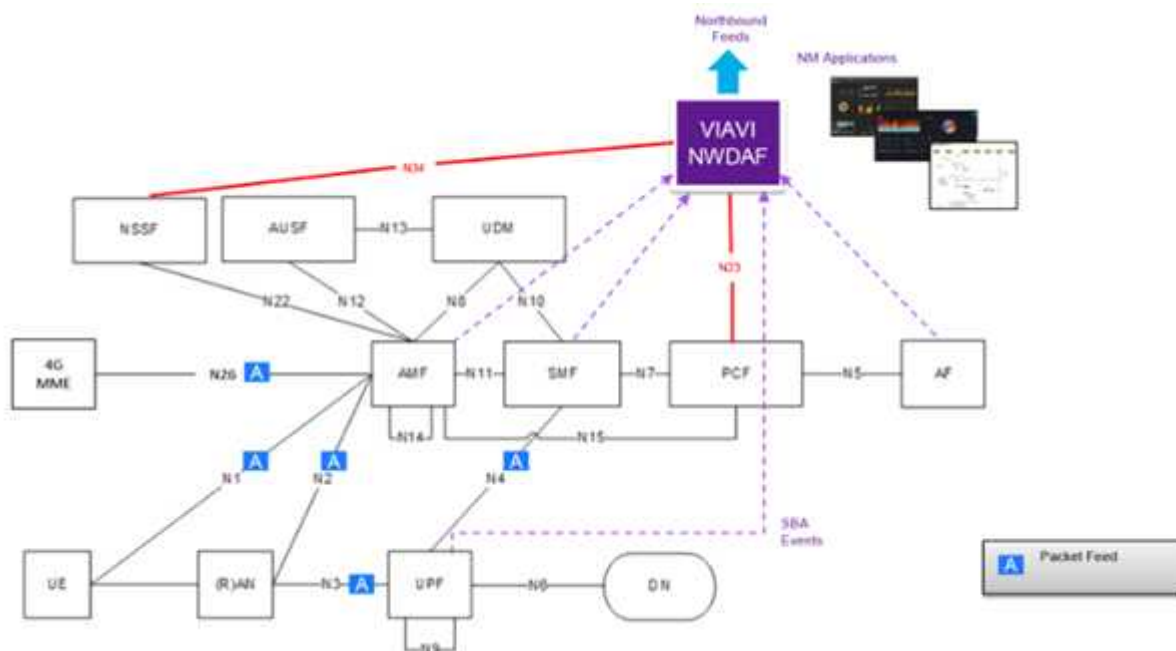 Northbound
Feeds
NM Applications
VIAVI
NWDAF
N34
NSSF
AUSF
N13
UDM
N23
N22
N12
N8
N10
4G
MME
N26
A
AMF
N11
SMF
N7
PCF
N5
AF
N14
N15
N1
A
N2
A
N4
A
SBA
Events
UE
(R)AN
N3
A
UPF
N6
DN
N9
A
Packet Feed